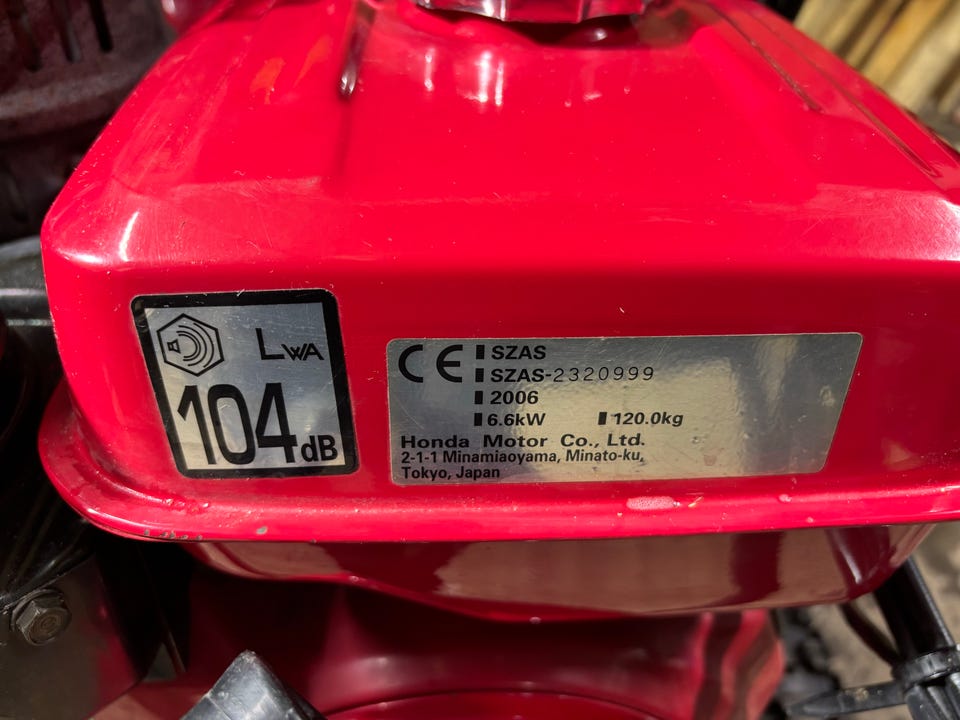 LWA
104dB
CE
SZAS
SZAS-2320999
2006
6.6kW 120.0kg
Honda Motor Co., Ltd.
2-1-1 Minamiaoyama, Minato-ku,
Tokyo, Japan